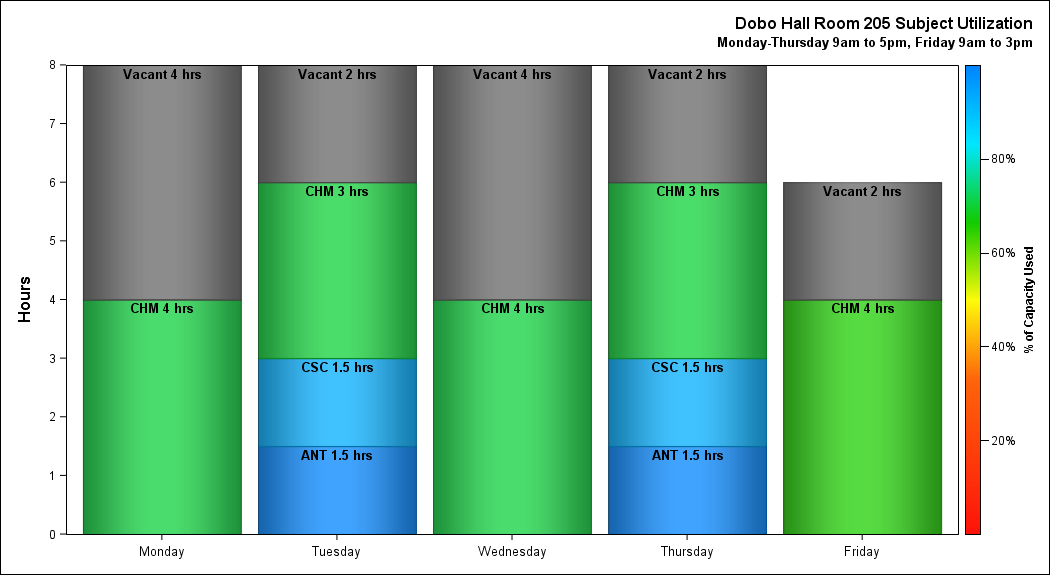 Dobo Hall Room 205 Subject Utilization
Monday-Thursday 9am to 5pm, Friday 9am to 3pm
Hours
8
7
6
5
4
3
2
1
0
Vacant 4 hrs
CHM 4 hrs
Vacant 2 hrs
CHM 3 hrs
CSC 1.5 hrs
ANT 1.5 hrs
Vacant 4 hrs
CHM 4 hrs
Vacant 2 hrs
CHM 3 hrs
CSC 1.5 hrs
ANT 1.5 hrs
Vacant 2 hrs
CHM 4 hrs
Monday
Tuesday
Wednesday
Thursday
Friday
80%
60%
40%
20%
% of Capacity Used